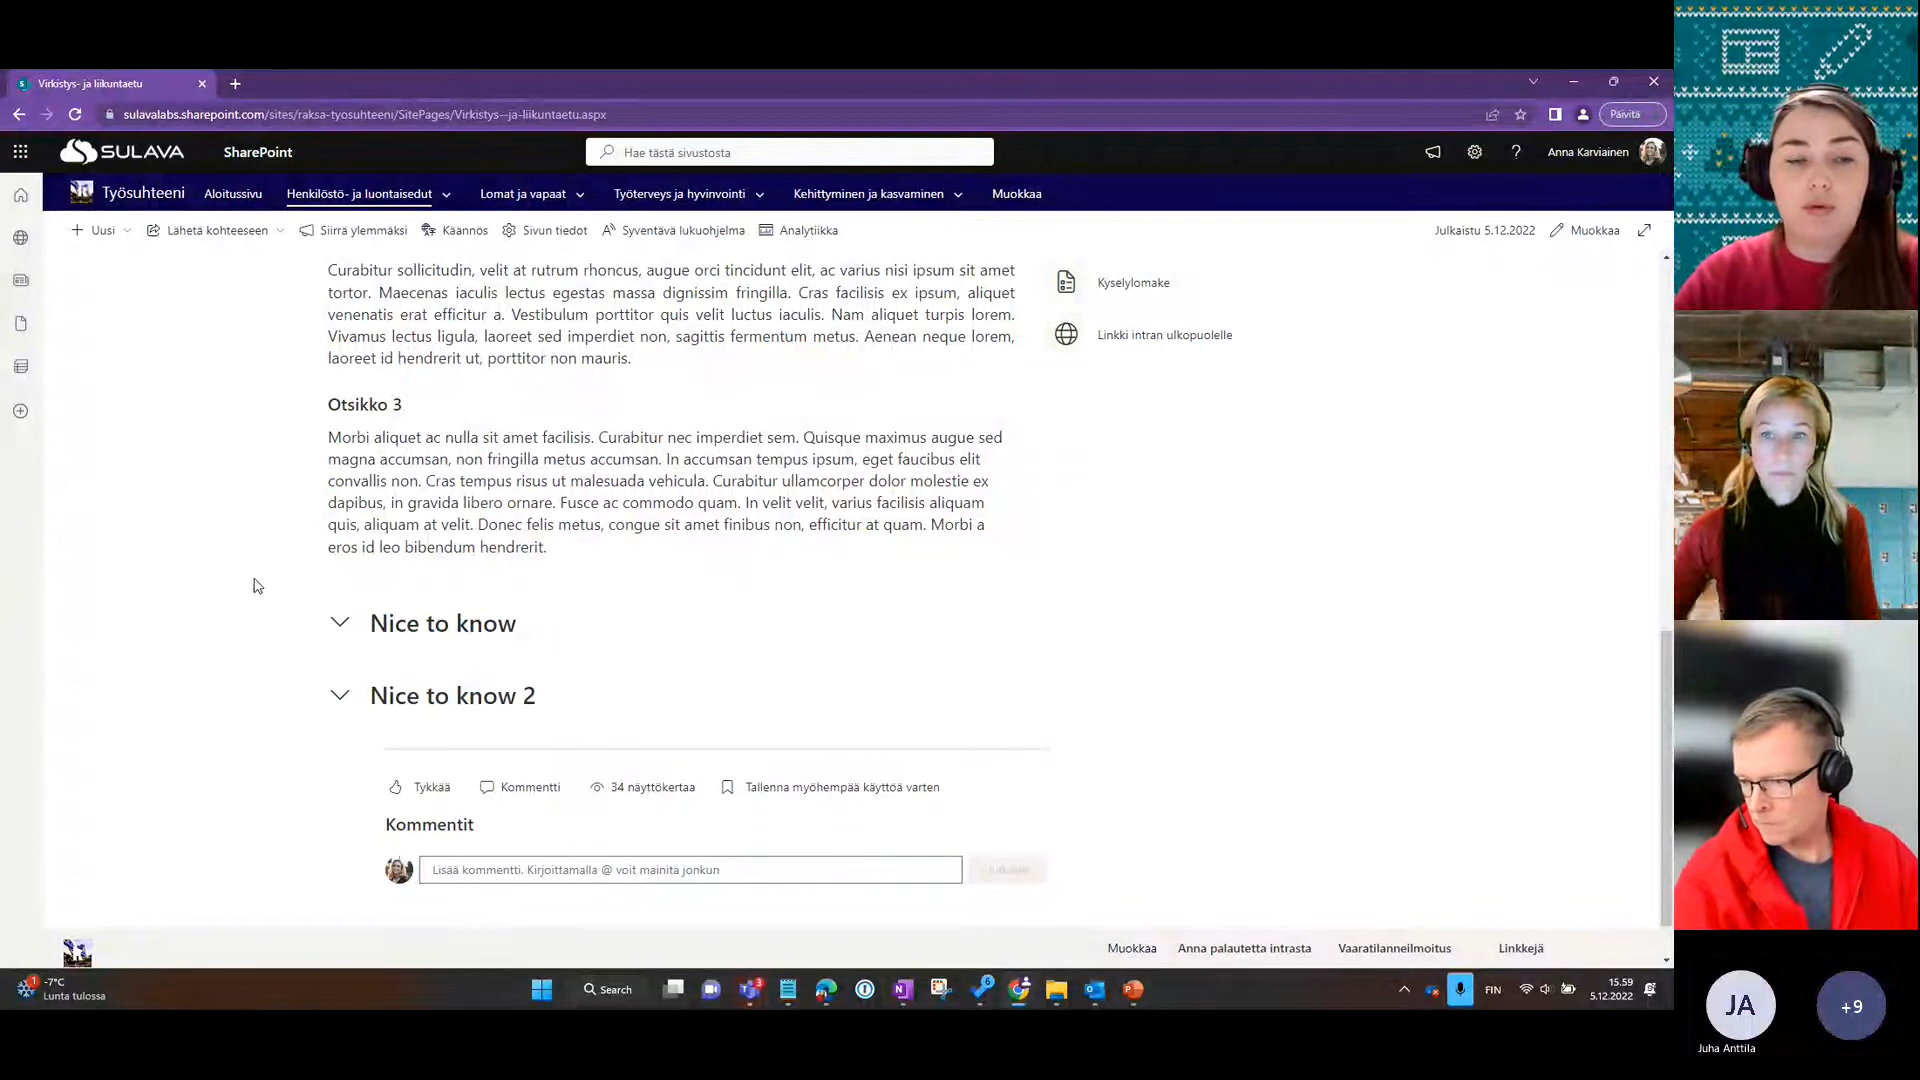 Virkistys- ja liikuntaetu
sulavalabs.sharepoint.com/sites/raksa-tyosuhteeni/SitePages/Virkistys--ja-liikuntaetu.aspx
Päivitä
SULAVA
SharePoint
Hae tästä sivustosta
Anna Karviainen
Työsuhteeni
Aloitussivu
Henkilöstö- ja luontaisedut
Lomat ja vapaat
Työterveys ja hyvinvointi
Kehittyminen ja kasvaminen
Muokkaa
Uusi
Lähetä kohteeseen
Siirrä ylemmäksi
Käännös
Sivun tiedot
Syventävä lukuohjelma
Analytiikka
Julkaistu 5.12.2022
Muokkaa
Curabitur sollicitudin, velit at rutrum rhoncus, augue orci tincidunt elit, ac varius nisi ipsum sit amet
tortor. Maecenas iaculis lectus egestas massa dignissim fringilla. Cras facilisis ex ipsum, aliquet
venenatis erat efficitur a. Vestibulum porttitor quis velit luctus iaculis. Nam aliquet turpis lorem.
Vivamus lectus ligula, laoreet sed imperdiet non, sagittis fermentum metus. Aenean neque lorem,
laoreet id hendrerit ut, porttitor non mauris.
Kyselylomake
Linkki intran ulkopuolelle
Otsikko 3
Morbi aliquet ac nulla sit amet facilisis. Curabitur nec imperdiet sem. Quisque maximus augue sed
magna accumsan, non fringilla metus accumsan. In accumsan tempus ipsum, eget faucibus elit
convallis non. Cras tempus risus ut malesuada vehicula. Curabitur ullamcorper dolor molestie ex
dapibus, in gravida libero ornare. Fusce ac commodo quam. In velit velit, varius facilisis aliquam
quis, aliquam at velit. Donec felis metus, congue sit amet finibus non, efficitur at quam. Morbi a
eros id leo bibendum hendrerit.
Nice to know
Nice to know 2
Tykkää
Kommentti
34 näyttökertaa
Tallenna myöhempää käyttöä varten
Kommentit
Lisää kommentti. Kirjoittamalla @ voit mainita jonkun
Muokkaa
Anna palautetta intrasta
Vaaratilanneilmoitus
Linkkejä
-7°C
Lunta tulossa
Search
FIN
15.59
5.12.2022
JA
+9
Juha Anttila